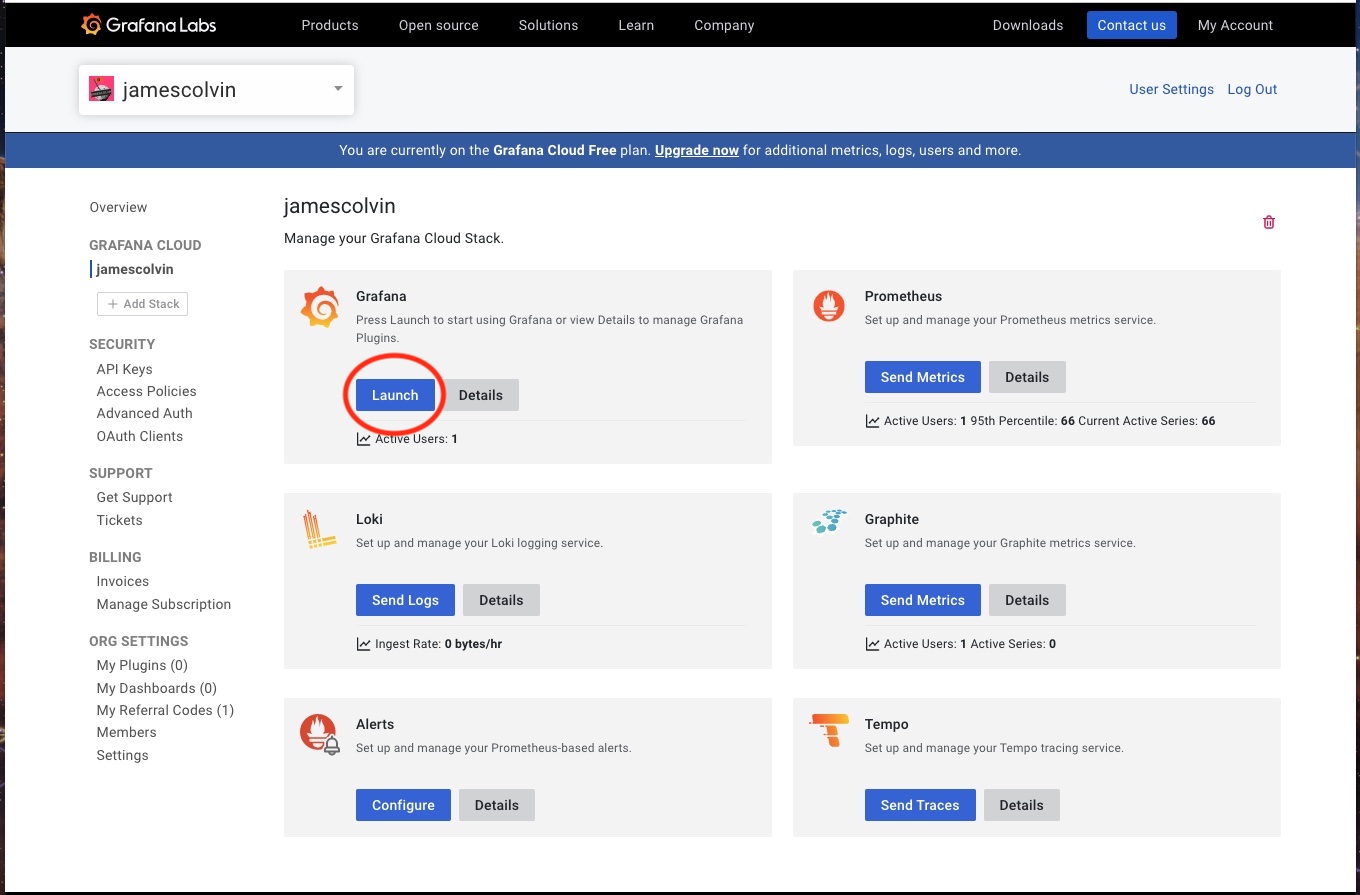 Grafana Labs Products Open source Solutions Learn Company Downloads Contact us My Account
jamescolvin
User Settings Log Out
You are currently on the Grafana Cloud Free plan. Upgrade now for additional metrics, logs, users and more.
Overview
GRAFANA CLOUD
jamescolvin
+ Add Stack
SECURITY
API Keys
Access Policies
Advanced Auth
OAuth Clients
SUPPORT
Get Support
Tickets
BILLING
Invoices
Manage Subscription
ORG SETTINGS
My Plugins (0)
My Dashboards (0)
My Referral Codes (1)
Members
Settings
jamescolvin
Manage your Grafana Cloud Stack.
Grafana
Press Launch to start using Grafana or view Details to manage Grafana
Plugins.
Launch Details
Active Users: 1
Prometheus
Set up and manage your Prometheus metrics service.
Send Metrics Details
Active Users: 1 95th Percentile: 66 Current Active Series: 66
Loki
Set up and manage your Loki logging service.
Send Logs Details
Ingest Rate: 0 bytes/hr
Graphite
Set up and manage your Graphite metrics service.
Send Metrics Details
Active Users: 1 Active Series: 0
Alerts
Set up and manage your Prometheus-based alerts.
Configure Details
Tempo
Set up and manage your Tempo tracing service.
Send Traces Details